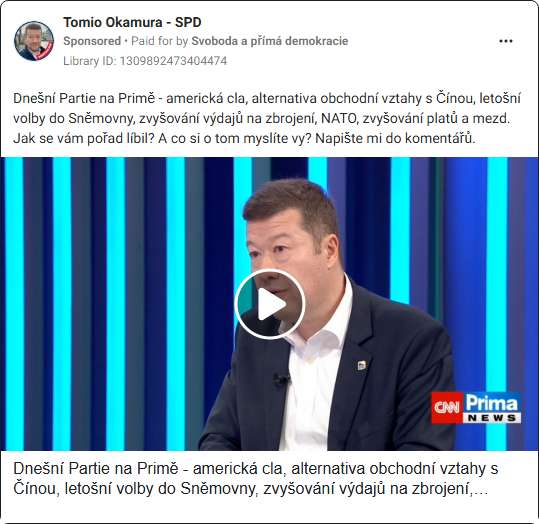 Tomio Okamura - SPD
Sponsored • Paid for by Svoboda a přímá demokracie
Library ID: 1309892473404474
Dnešní Partie na Primě - americká cla, alternativa obchodní vztahy s Čínou, letošní
volby do Sněmovny, zvyšování výdajů na zbrojení, NATO, zvyšování platů a mezd.
Jak se vám pořad líbil? A co si o tom myslíte vy? Napište mi do komentářů.
CNN Prima
NEWS
Dnešní Partie na Primě - americká cla, alternativa obchodní vztahy s
Čínou, letošní volby do Sněmovny, zvyšování výdajů na zbrojení,...